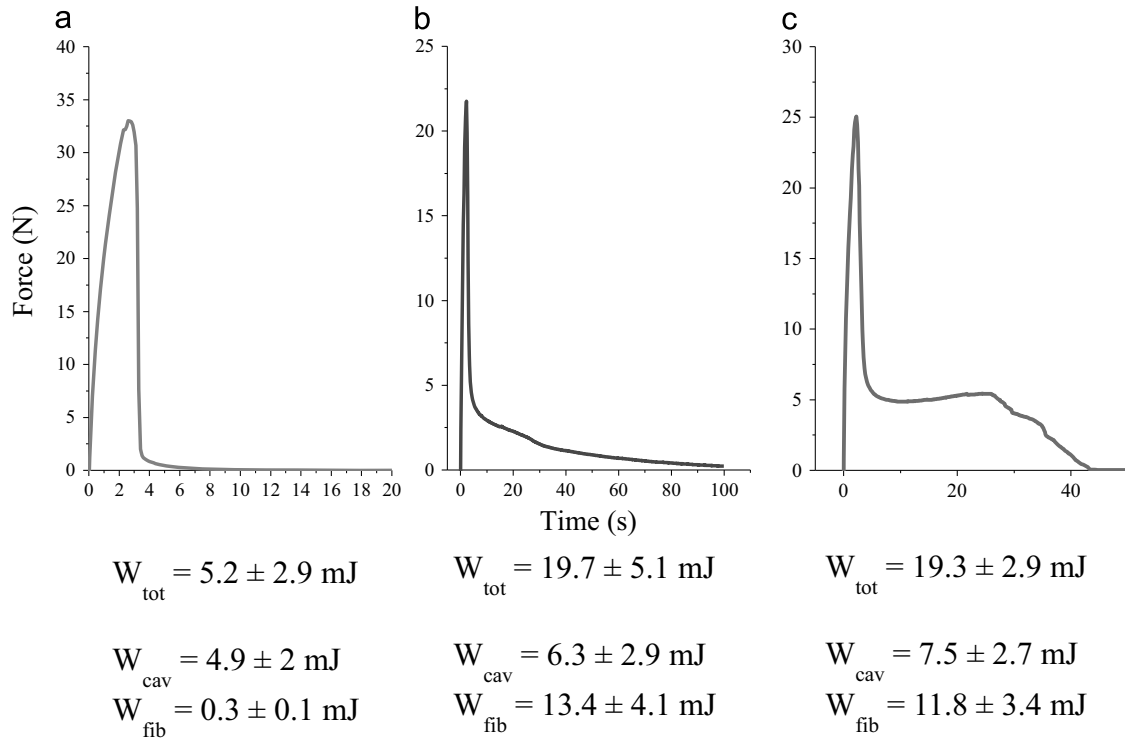 a b c
40 25 30
35
30
25
20
15
10
5
0
20
15
10
5
0
25
20
15
10
5
0
Force (N)
0 2 4 6 8 10 12 14 16 18 20
0 20 40 60 80 100
0 20 40
Time (s)
W_tot = 5.2 ± 2.9 mJ
W_cav = 4.9 ± 2 mJ
W_fib = 0.3 ± 0.1 mJ
W_tot = 19.7 ± 5.1 mJ
W_cav = 6.3 ± 2.9 mJ
W_fib = 13.4 ± 4.1 mJ
W_tot = 19.3 ± 2.9 mJ
W_cav = 7.5 ± 2.7 mJ
W_fib = 11.8 ± 3.4 mJ